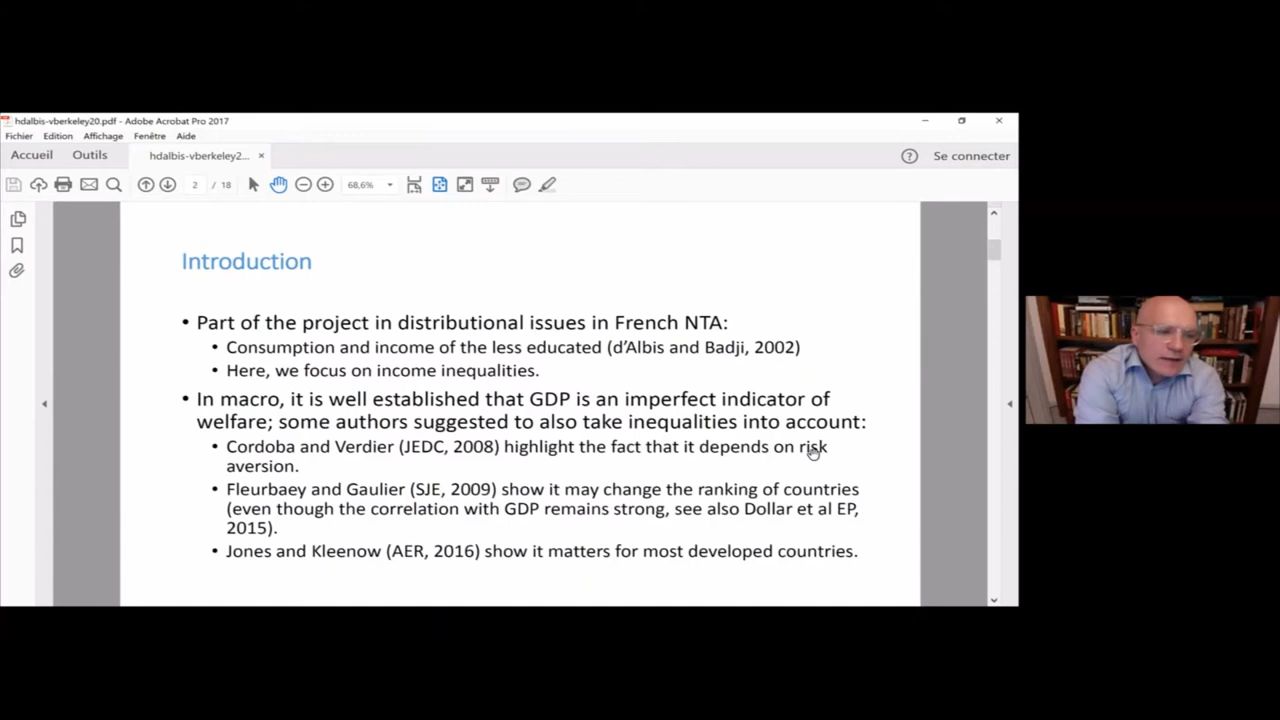 hdalbis-vberkeley20.pdf - Adobe Acrobat Pro 2017
Fichier Edition Affichage Fenêtre Aide
Accueil Outils hdalbis-vberkeley2... × Se connecter
2 / 18 68,6%
Introduction
• Part of the project in distributional issues in French NTA:
• Consumption and income of the less educated (d’Albis and Badji, 2002)
• Here, we focus on income inequalities.
• In macro, it is well established that GDP is an imperfect indicator of
welfare; some authors suggested to also take inequalities into account:
• Cordoba and Verdier (JEDC, 2008) highlight the fact that it depends on risk
aversion.
• Fleurbaey and Gaulier (SJE, 2009) show it may change the ranking of countries
(even though the correlation with GDP remains strong, see also Dollar et al EP,
2015).
• Jones and Kleenow (AER, 2016) show it matters for most developed countries.